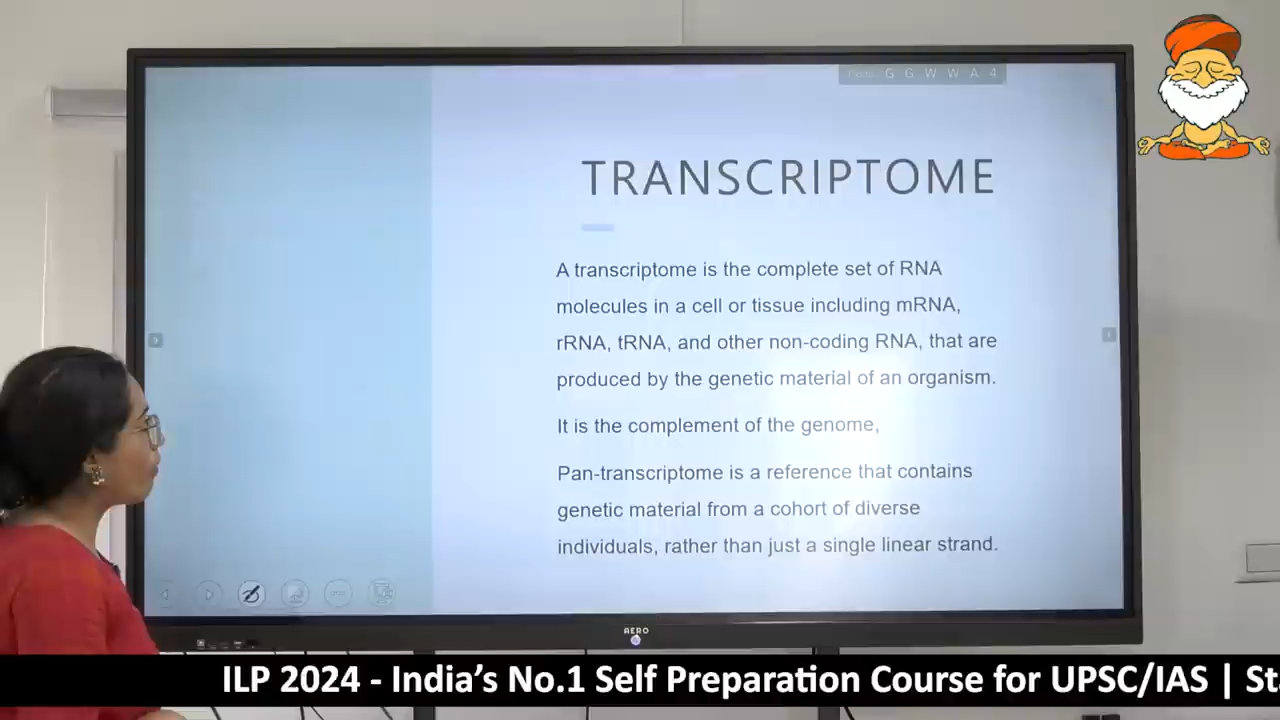 Code G G W W A 4
TRANSCRIPTOME
A transcriptome is the complete set of RNA
molecules in a cell or tissue including mRNA,
rRNA, tRNA, and other non-coding RNA, that are
produced by the genetic material of an organism.
It is the complement of the genome,
Pan-transcriptome is a reference that contains
genetic material from a cohort of diverse
individuals, rather than just a single linear strand.
AERO
ILP 2024 - India’s No.1 Self Preparation Course for UPSC/IAS | St